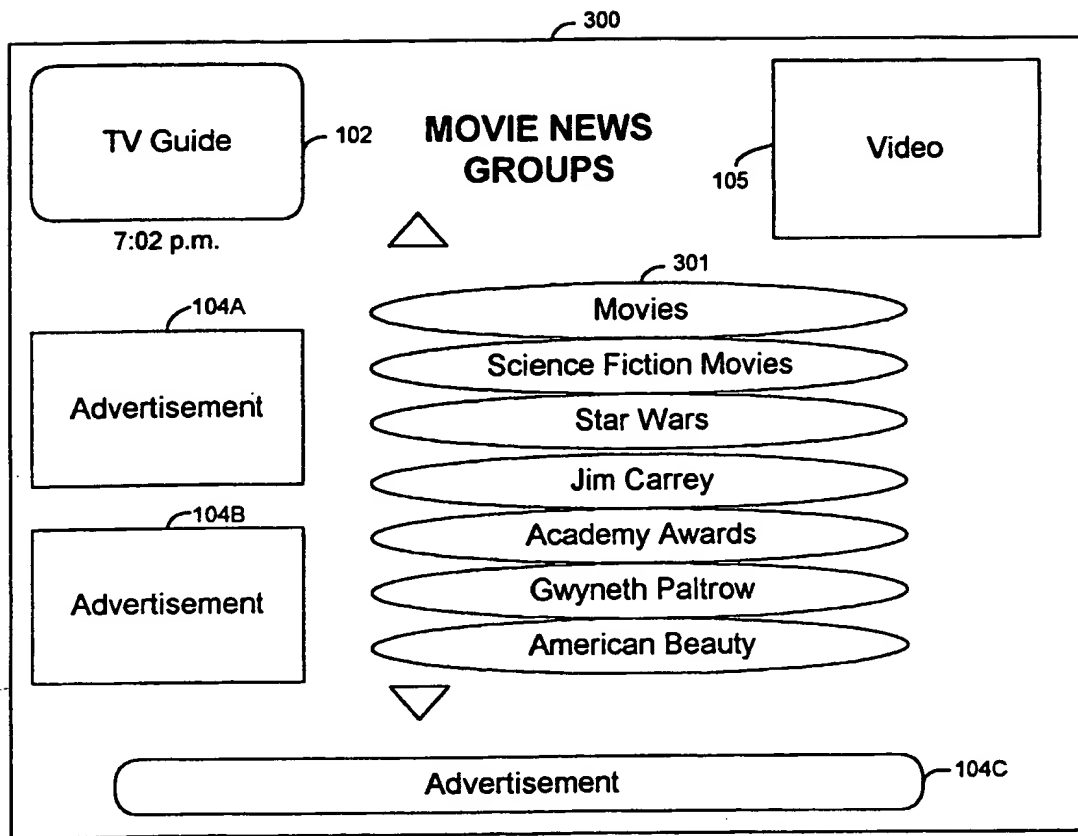 300
TV Guide
102
MOVIE NEWS
GROUPS
Video
105
7:02 p.m.
301
104A
Advertisement
104B
Advertisement
Movies
Science Fiction Movies
Star Wars
Jim Carrey
Academy Awards
Gwyneth Paltrow
American Beauty
Advertisement
104C